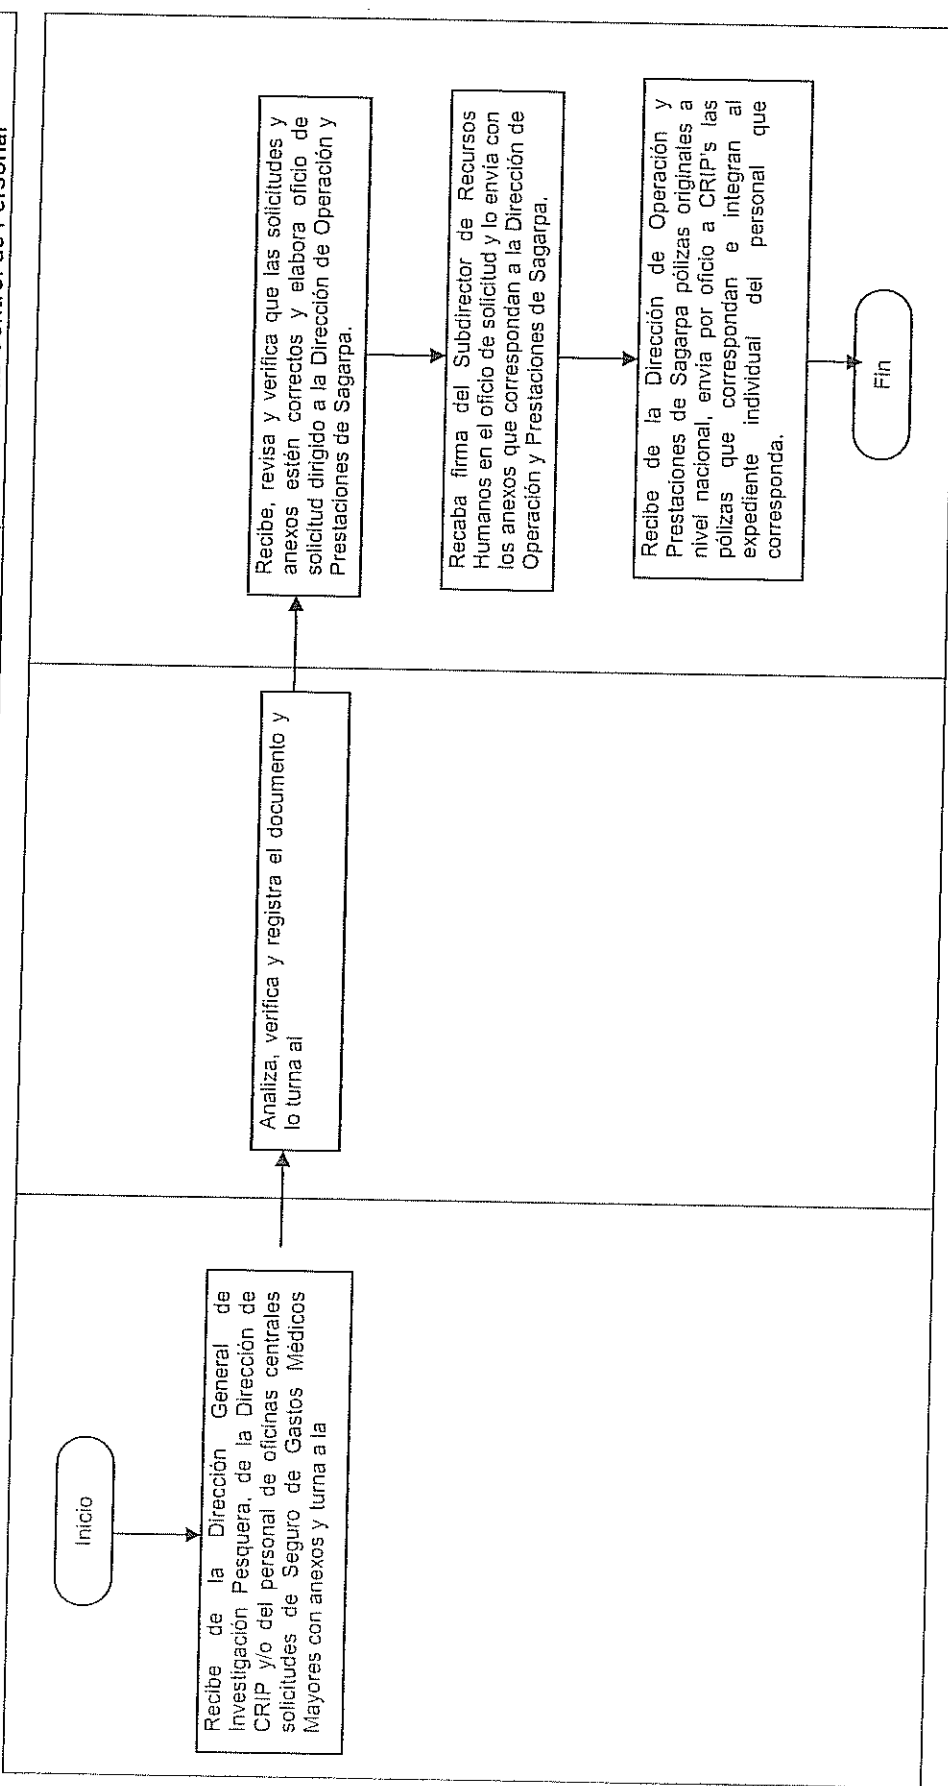 Control de Personal
Inicio
Recibe de la Dirección General de
Investigación Pesquera, de la Dirección de
CRIP y/o del personal de oficinas centrales
solicitudes de Seguro de Gastos Médicos
Mayores con anexos y turna a la
Analiza, verifica y registra el documento y
lo turna al
Recibe, revisa y verifica que las solicitudes y
anexos estén correctos y elabora oficio de
solicitud dirigido a la Dirección de Operación y
Prestaciones de Sagarpa.
Recaba firma del Subdirector de Recursos
Humanos en el oficio de solicitud y lo envia con
los anexos que correspondan a la Dirección de
Operación y Prestaciones de Sagarpa.
Recibe de la Dirección de Operación y
Prestaciones de Sagarpa pólizas originales a
nivel nacional, envia por oficio a CRIP's las
pólizas que correspondan e integran al
expediente individual del personal que
corresponda.
Fin